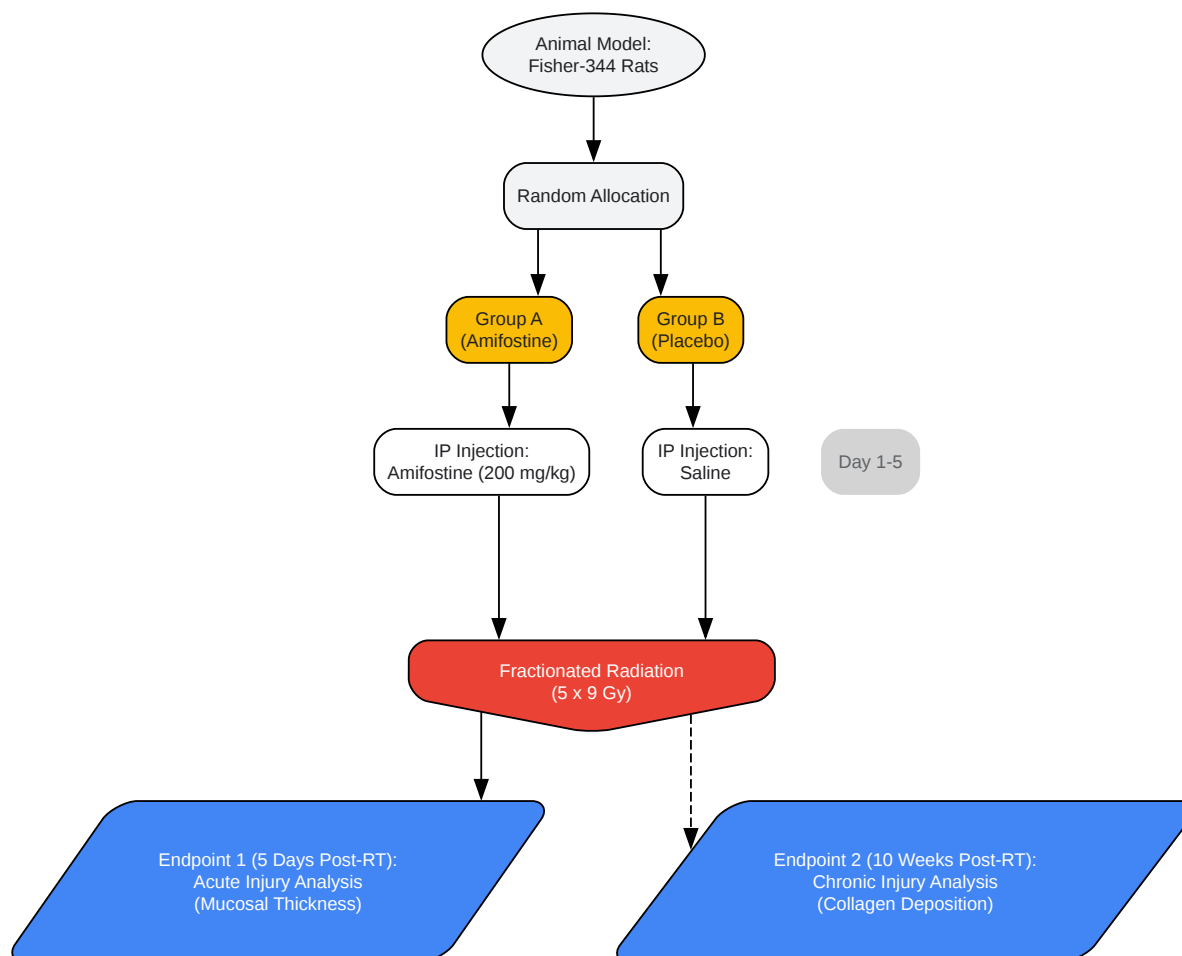 Animal Model:
Fisher-344 Rats
Random Allocation
Group A
(Amifostine)
Group B
(Placebo)
IP Injection:
Amifostine (200 mg/kg)
IP Injection:
Saline
Day 1-5
Fractionated Radiation
(5 x 9 Gy)
Endpoint 1 (5 Days Post-RT):
Acute Injury Analysis
(Mucosal Thickness)
Endpoint 2 (10 Weeks Post-RT):
Chronic Injury Analysis
(Collagen Deposition)